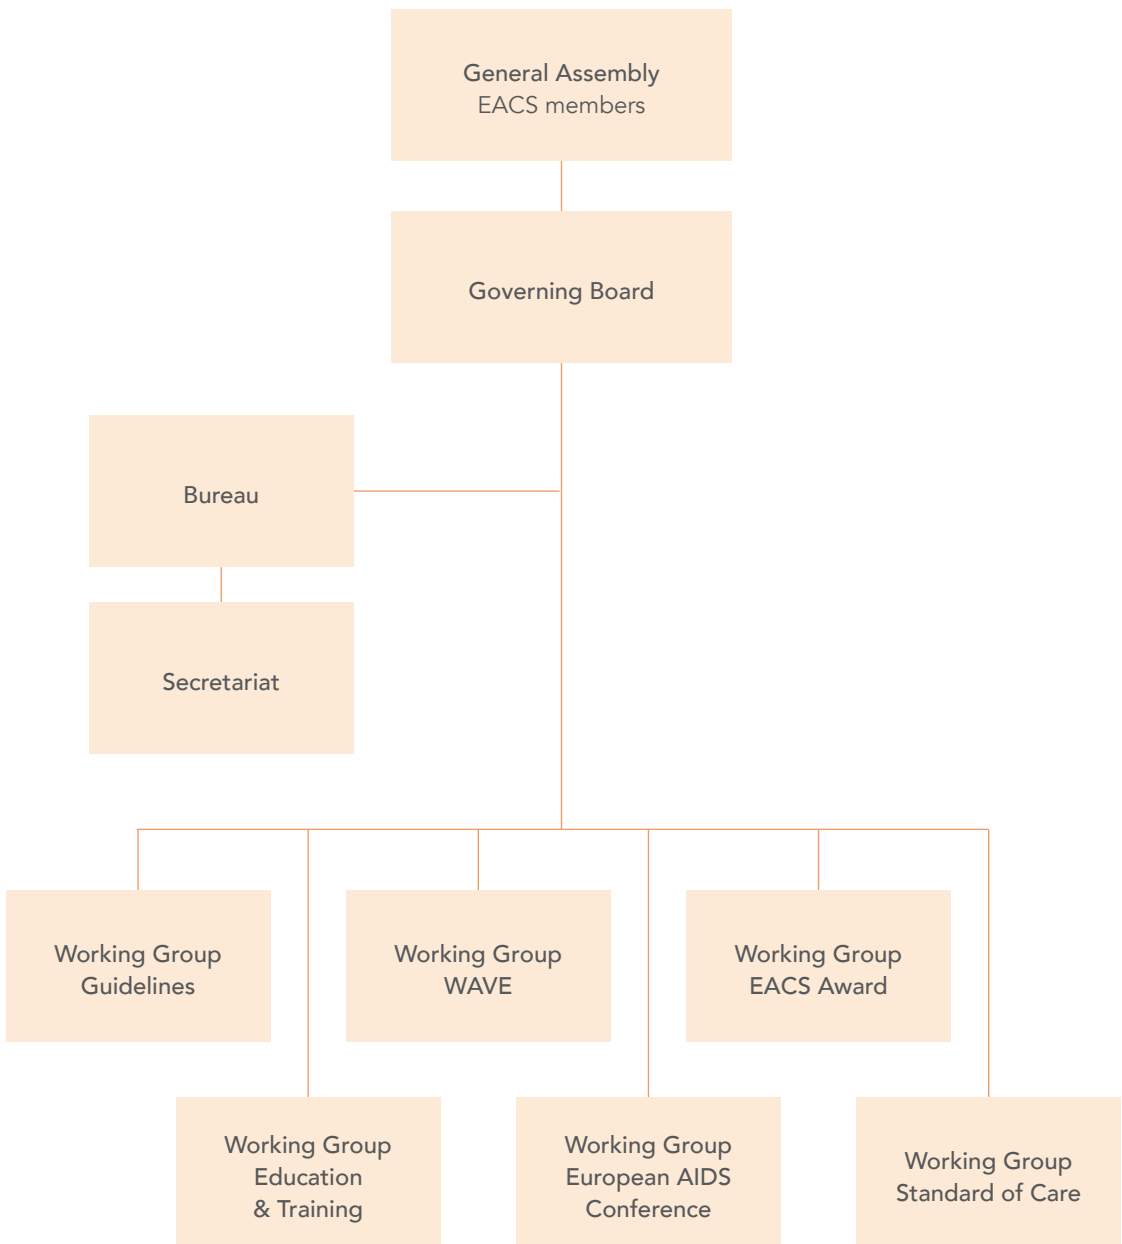 General Assembly
EACS members
Governing Board
Bureau
Secretariat
Working Group
Guidelines
Working Group
WAVE
Working Group
EACS Award
Working Group
Education
& Training
Working Group
European AIDS
Conference
Working Group
Standard of Care